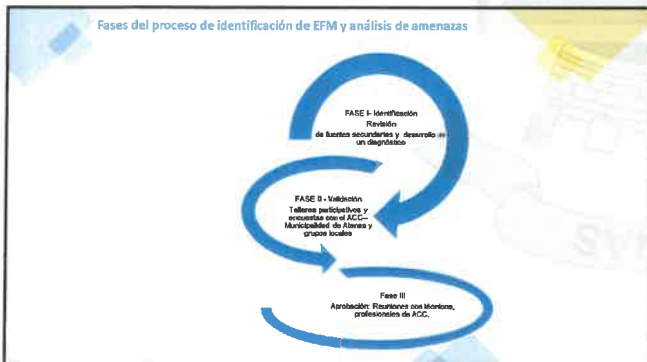 Fases del proceso de identificación de EFM y análisis de amenazas
FASE I- Identificación
Revisión
de fuentes secundarias y desarrollo de
un diagnóstico
FASE II - Validación
Talleres participativos y
encuestas con el ACC–
Municipalidad de Atenas y
grupos locales
Fase III
Aprobación: Reuniones con técnicos,
profesionales de ACC.